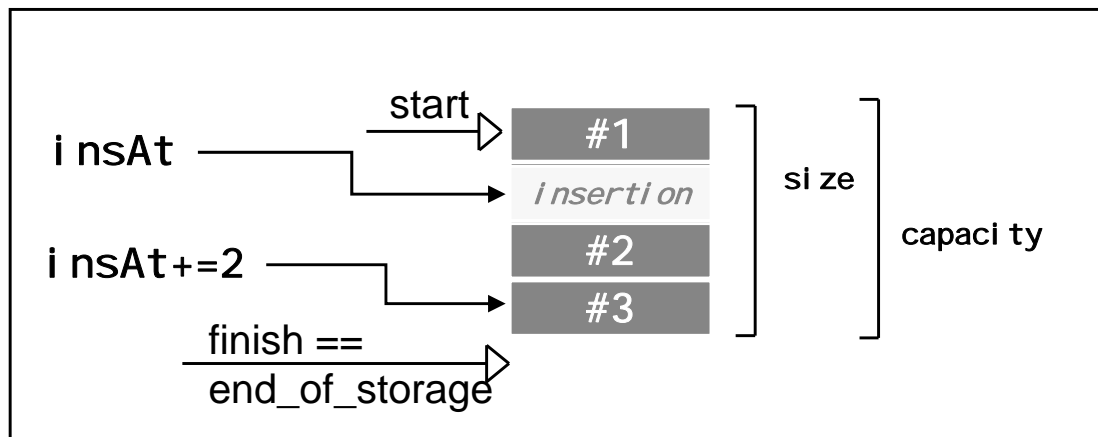 start
#1
insAt
insertion
size
#2
capacity
insAt+=2
#3
finish ==
end_of_storage